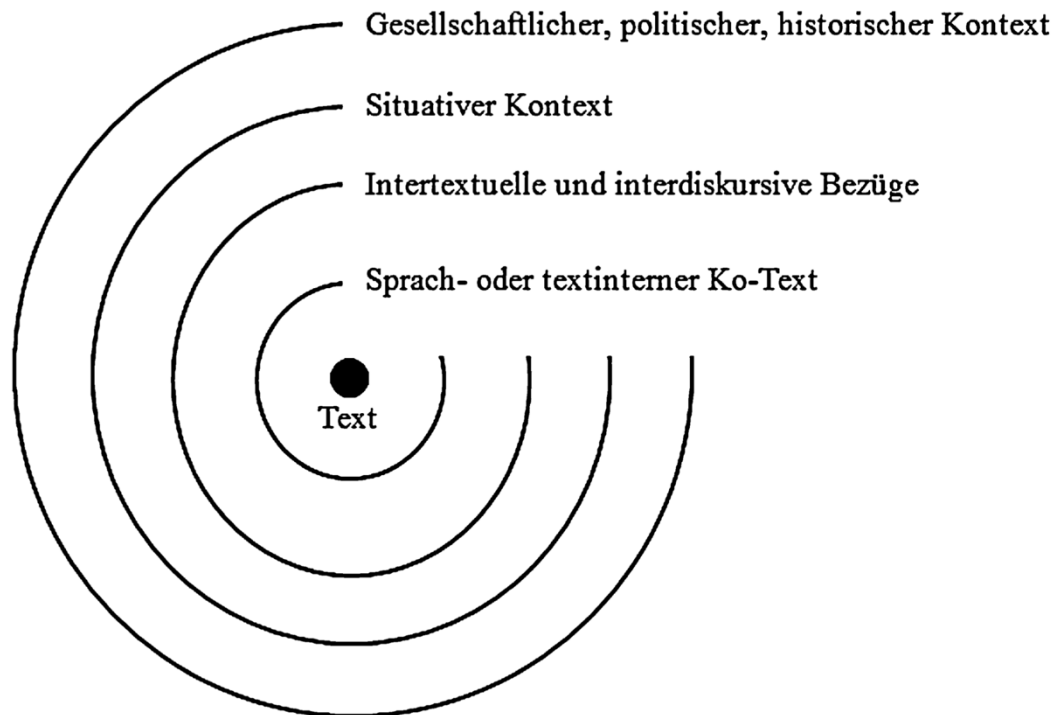 Gesellschaftlicher, politischer, historischer Kontext
Situativer Kontext
Intertextuelle und interdiskursive Bezüge
Sprach- oder textinterner Ko-Text
Text